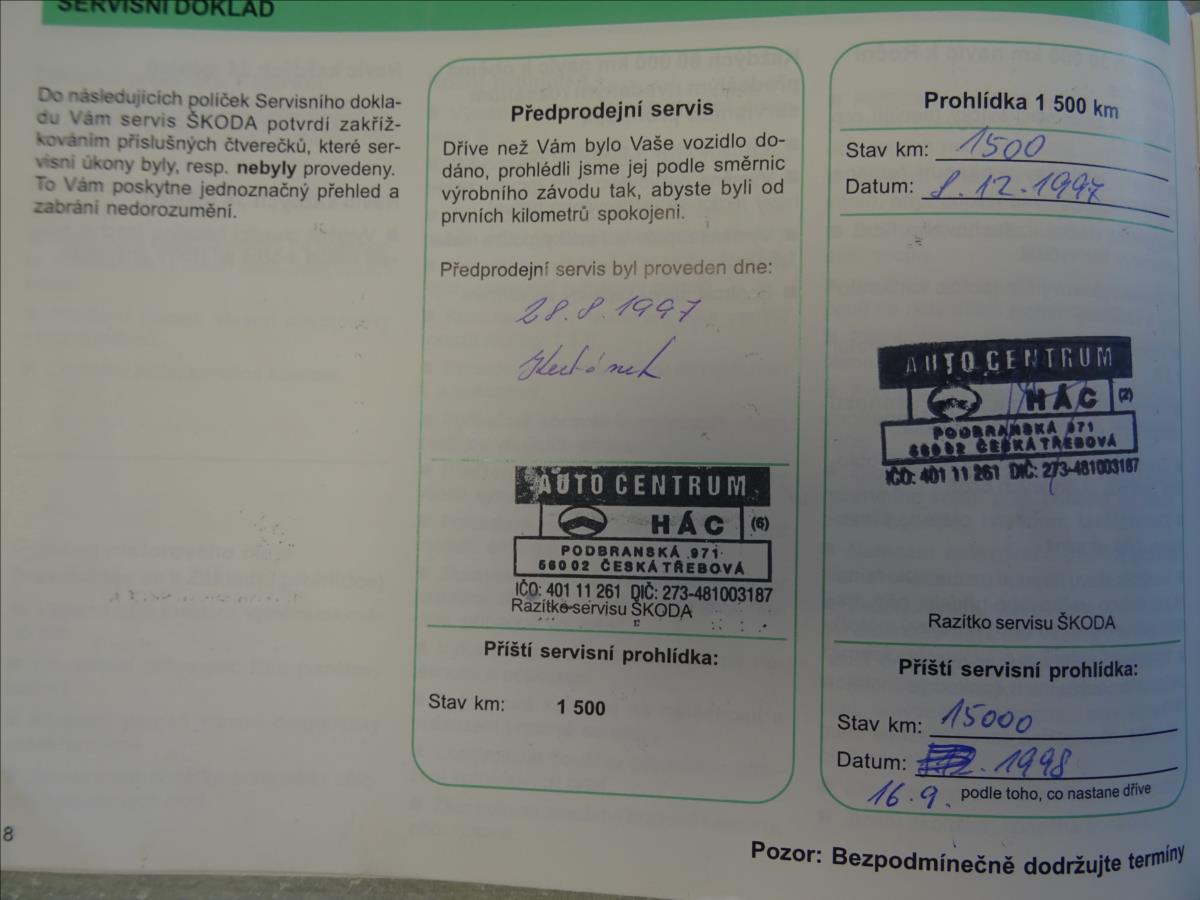 SERVISNÍ DOKLAD
Do následujících políček Servisního dokla-
du Vám servis ŠKODA potvrdí zakříž-
kováním příslušných čtverečků, které ser-
visní úkony byly, resp. nebyly provedeny.
To Vám poskytne jednoznačný přehled a
zabrání nedorozumění.
8
Předprodejní servis
Dříve než Vám bylo Vaše vozidlo do-
dáno, prohlédli jsme jej podle směrnic
výrobního závodu tak, abyste byli od
prvních kilometrů spokojeni.
Předprodejní servis byl proveden dne:
28.8.1997
AUTO CENTRUM
HÁC (6)
PODBRANSKÁ 971
560 02 ČESKÁ TŘEBOVÁ
IČO: 401 11 261 DIČ: 273-481003187
Razítko servisu ŠKODA
Příští servisní prohlídka:
Stav km: 1 500
Prohlídka 1 500 km
Stav km: 1500
Datum: 8.12.1997
AUTO CENTRUM
HÁC (2)
PODBRANSKÁ 971
560 02 ČESKÁ TŘEBOVÁ
IČO: 401 11 261 DIČ: 273-481003187
Razítko servisu ŠKODA
Příští servisní prohlídka:
Stav km: 15000
Datum: . 1998
16.9. podle toho, co nastane dříve
Pozor: Bezpodmínečně dodržujte termíny